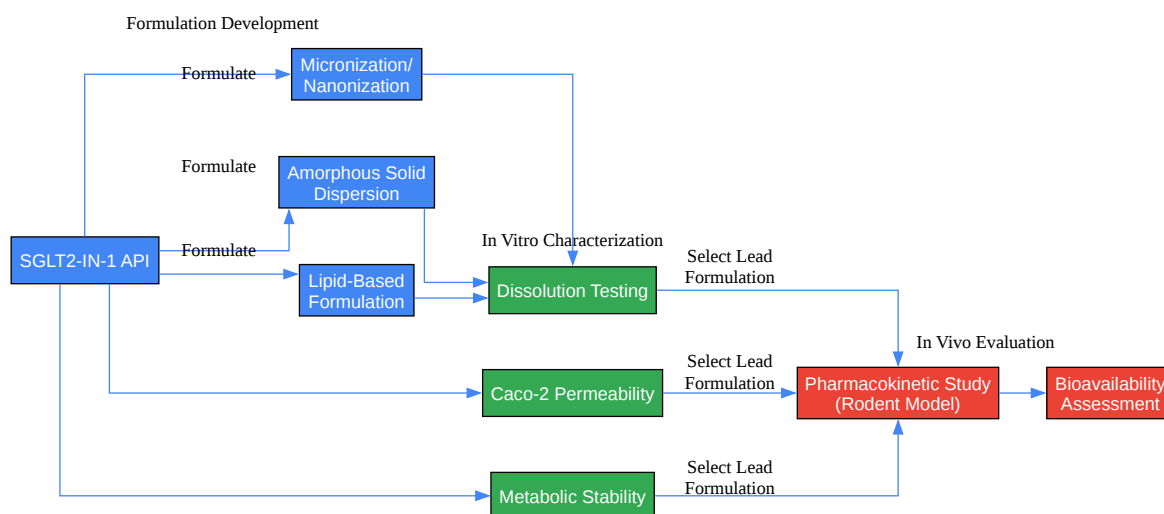 Formulation Development
Formulate
Micronization/
Nanonization
Formulate
Amorphous Solid
Dispersion
SGLT2-IN-1 API
Formulate
Lipid-Based
Formulation
In Vitro Characterization
Dissolution Testing
Select Lead
Formulation
In Vivo Evaluation
Caco-2 Permeability
Select Lead
Formulation
Pharmacokinetic Study
(Rodent Model)
Bioavailability
Assessment
Metabolic Stability
Select Lead
Formulation